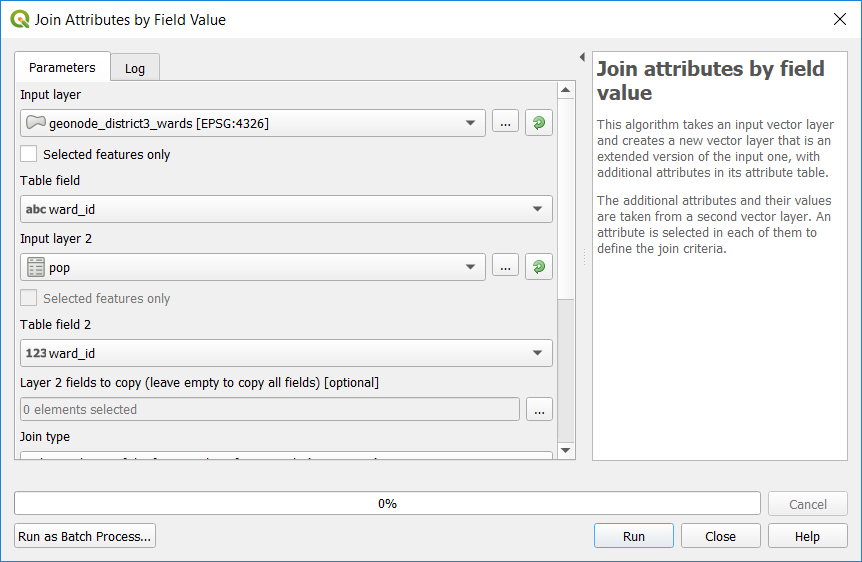 Join Attributes by Field Value
Parameters
Log
Input layer
geonode_district3_wards [EPSG:4326]
...
Selected features only
Table field
abc ward_id
Input layer 2
pop
...
Selected features only
Table field 2
123 ward_id
Layer 2 fields to copy (leave empty to copy all fields) [optional]
0 elements selected
...
Join type
Join attributes by field
value
This algorithm takes an input vector layer
and creates a new vector layer that is an
extended version of the input one, with
additional attributes in its attribute table.
The additional attributes and their values
are taken from a second vector layer. An
attribute is selected in each of them to
define the join criteria.
0%
Cancel
Run as Batch Process...
Run
Close
Help